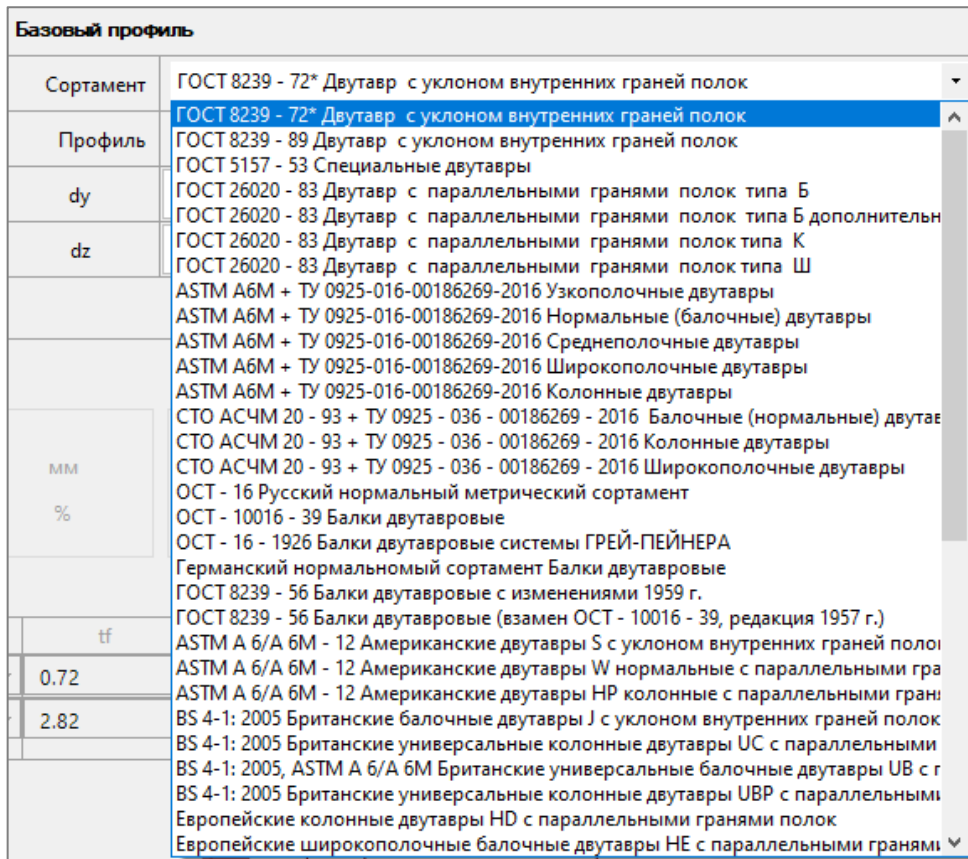 Базовый профиль
Сортамент
ГОСТ 8239 - 72* Двутавр с уклоном внутренних граней полок
ГОСТ 8239 - 72* Двутавр с уклоном внутренних граней полок
Профиль
ГОСТ 8239 - 89 Двутавр с уклоном внутренних граней полок
ГОСТ 5157 - 53 Специальные двутавры
dy
ГОСТ 26020 - 83 Двутавр с параллельными гранями полок типа Б
ГОСТ 26020 - 83 Двутавр с параллельными гранями полок типа Б дополнительн
dz
ГОСТ 26020 - 83 Двутавр с параллельными гранями полок типа К
ГОСТ 26020 - 83 Двутавр с параллельными гранями полок типа Ш
ASTM A6M + ТУ 0925-016-00186269-2016 Узкополочные двутавры
ASTM A6M + ТУ 0925-016-00186269-2016 Нормальные (балочные) двутавры
ASTM A6M + ТУ 0925-016-00186269-2016 Среднеполочные двутавры
ASTM A6M + ТУ 0925-016-00186269-2016 Широкополочные двутавры
ASTM A6M + ТУ 0925-016-00186269-2016 Колонные двутавры
СТО АСЧМ 20 - 93 + ТУ 0925 - 036 - 00186269 - 2016 Балочные (нормальные) двутав
СТО АСЧМ 20 - 93 + ТУ 0925 - 036 - 00186269 - 2016 Колонные двутавры
мм
СТО АСЧМ 20 - 93 + ТУ 0925 - 036 - 00186269 - 2016 Широкополочные двутавры
ОСТ - 16 Русский нормальный метрический сортамент
%
ОСТ - 10016 - 39 Балки двутавровые
ОСТ - 16 - 1926 Балки двутавровые системы ГРЕЙ-ПЕЙНЕРА
Германский нормальномый сортамент Балки двутавровые
ГОСТ 8239 - 56 Балки двутавровые с изменениями 1959 г.
ГОСТ 8239 - 56 Балки двутавровые (взамен ОСТ - 10016 - 39, редакция 1957 г.)
tf
ASTM A 6/A 6M - 12 Американские двутавры S с уклоном внутренних граней поло
ASTM A 6/A 6M - 12 Американские двутавры W нормальные с параллельными гра
0.72
ASTM A 6/A 6M - 12 Американские двутавры HP колонные с параллельными гран
BS 4-1: 2005 Британские балочные двутавры J с уклоном внутренних граней полок
2.82
BS 4-1: 2005 Британские универсальные колонные двутавры UC с параллельными
BS 4-1: 2005, ASTM A 6/A 6M Британские универсальные балочные двутавры UB с
BS 4-1: 2005 Британские универсальные колонные двутавры UBP с параллельными
Европейские колонные двутавры HD с параллельными гранями полок
Европейские широкополочные балочные двутавры HE с параллельными гранями